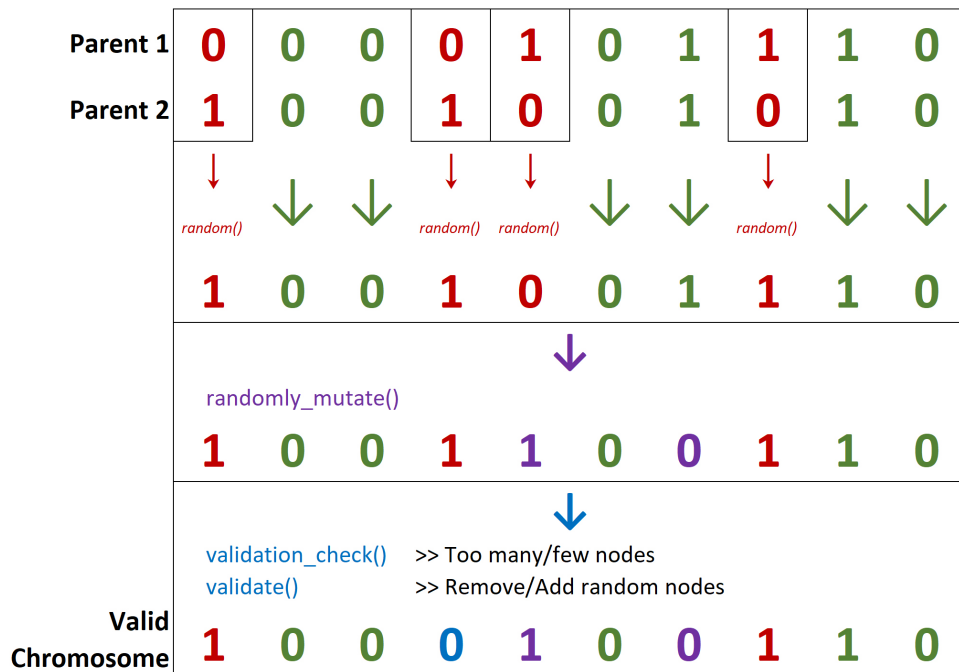 Parent 1 0 0 0 0 1 0 1 1 1 0
Parent 2 1 0 0 1 0 0 1 0 1 0
random() random() random() random()
1 0 0 1 0 0 1 1 1 0
randomly_mutate()
1 0 0 1 1 0 0 1 1 0
validation_check() >> Too many/few nodes
validate() >> Remove/Add random nodes
Valid
Chromosome 1 0 0 0 1 0 0 1 1 0